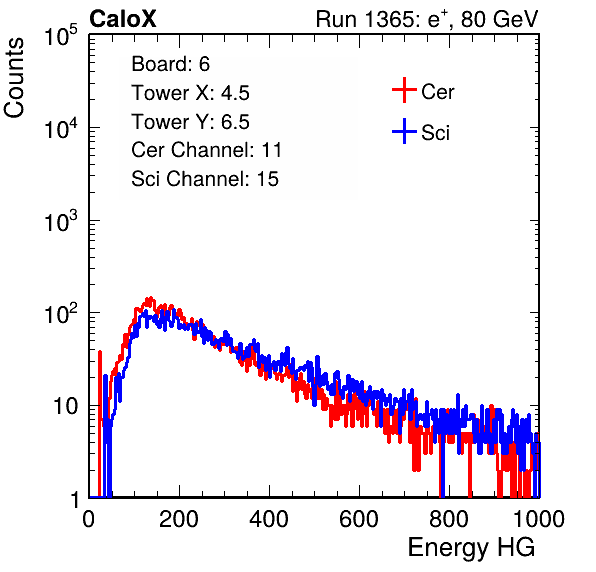 CaloX Run 1365: e⁺, 80 GeV
Counts
10⁵
10⁴
10³
10²
10
1
Board: 6
Tower X: 4.5
Tower Y: 6.5
Cer Channel: 11
Sci Channel: 15
Cer
Sci
0 200 400 600 800 1000
Energy HG